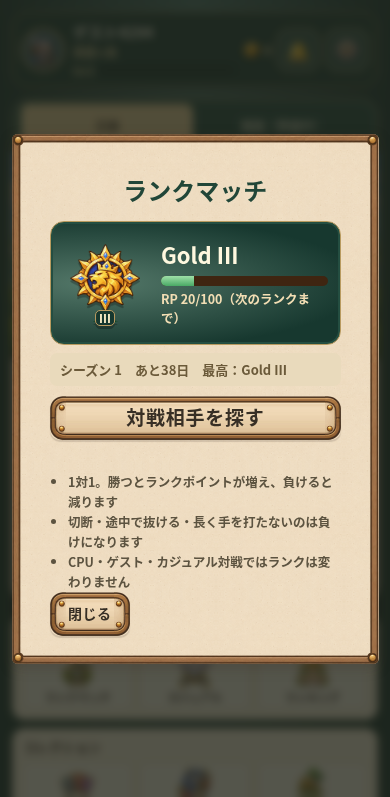 ランクマッチ
Gold III
III
RP 20/100（次のランクま
で）
シーズン 1　あと38日　最高：Gold III
対戦相手を探す
• 1対1。勝つとランクポイントが増え、負けると
減ります
• 切断・途中で抜ける・長く手を打たないのは負
けになります
• CPU・ゲスト・カジュアル対戦ではランクは変
わりません
閉じる